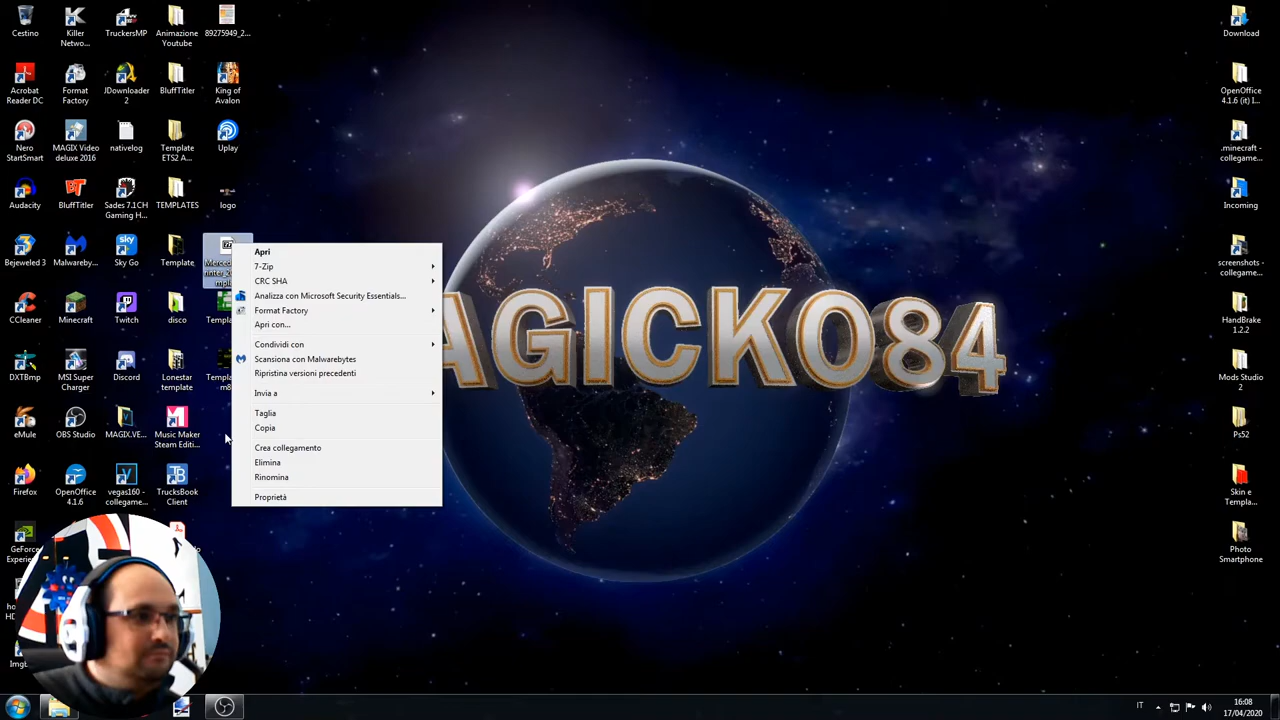 Cestino
Killer
Netwo...
TruckersMP
Animazione
Youtube
89275949_2...
Download
Acrobat
Reader DC
Format
Factory
JDownloader
2
BluffTitler
King of
Avalon
OpenOffice
4.1.6 (it) I...
Nero
StartSmart
MAGIX Video
deluxe 2016
nativelog
Template
ETS2 A...
Uplay
.minecraft -
collegame...
Audacity
BluffTitler
Sades 7.1CH
Gaming H...
TEMPLATES
logo
Incoming
Bejeweled 3
Malwareby...
Sky Go
Template
screenshots -
collegame...
CCleaner
Minecraft
Twitch
disco
HandBrake
1.2.2
DXTBmp
MSI Super
Charger
Discord
Lonestar
template
Mods Studio
2
eMule
OBS Studio
MAGIX.VE...
Music Maker
Steam Editi...
Ps52
Firefox
OpenOffice
4.1.6
vegas160 -
collegame...
TrucksBook
Client
Skin e
Templa...
GeForce
Experie...
Photo
Smartphone
Apri
7-Zip
CRC SHA
Analizza con Microsoft Security Essentials...
Format Factory
Apri con...
Condividi con
Scansiona con Malwarebytes
Ripristina versioni precedenti
Invia a
Taglia
Copia
Crea collegamento
Elimina
Rinomina
Proprietà
AGICKO84
IT
16:08
17/04/2020